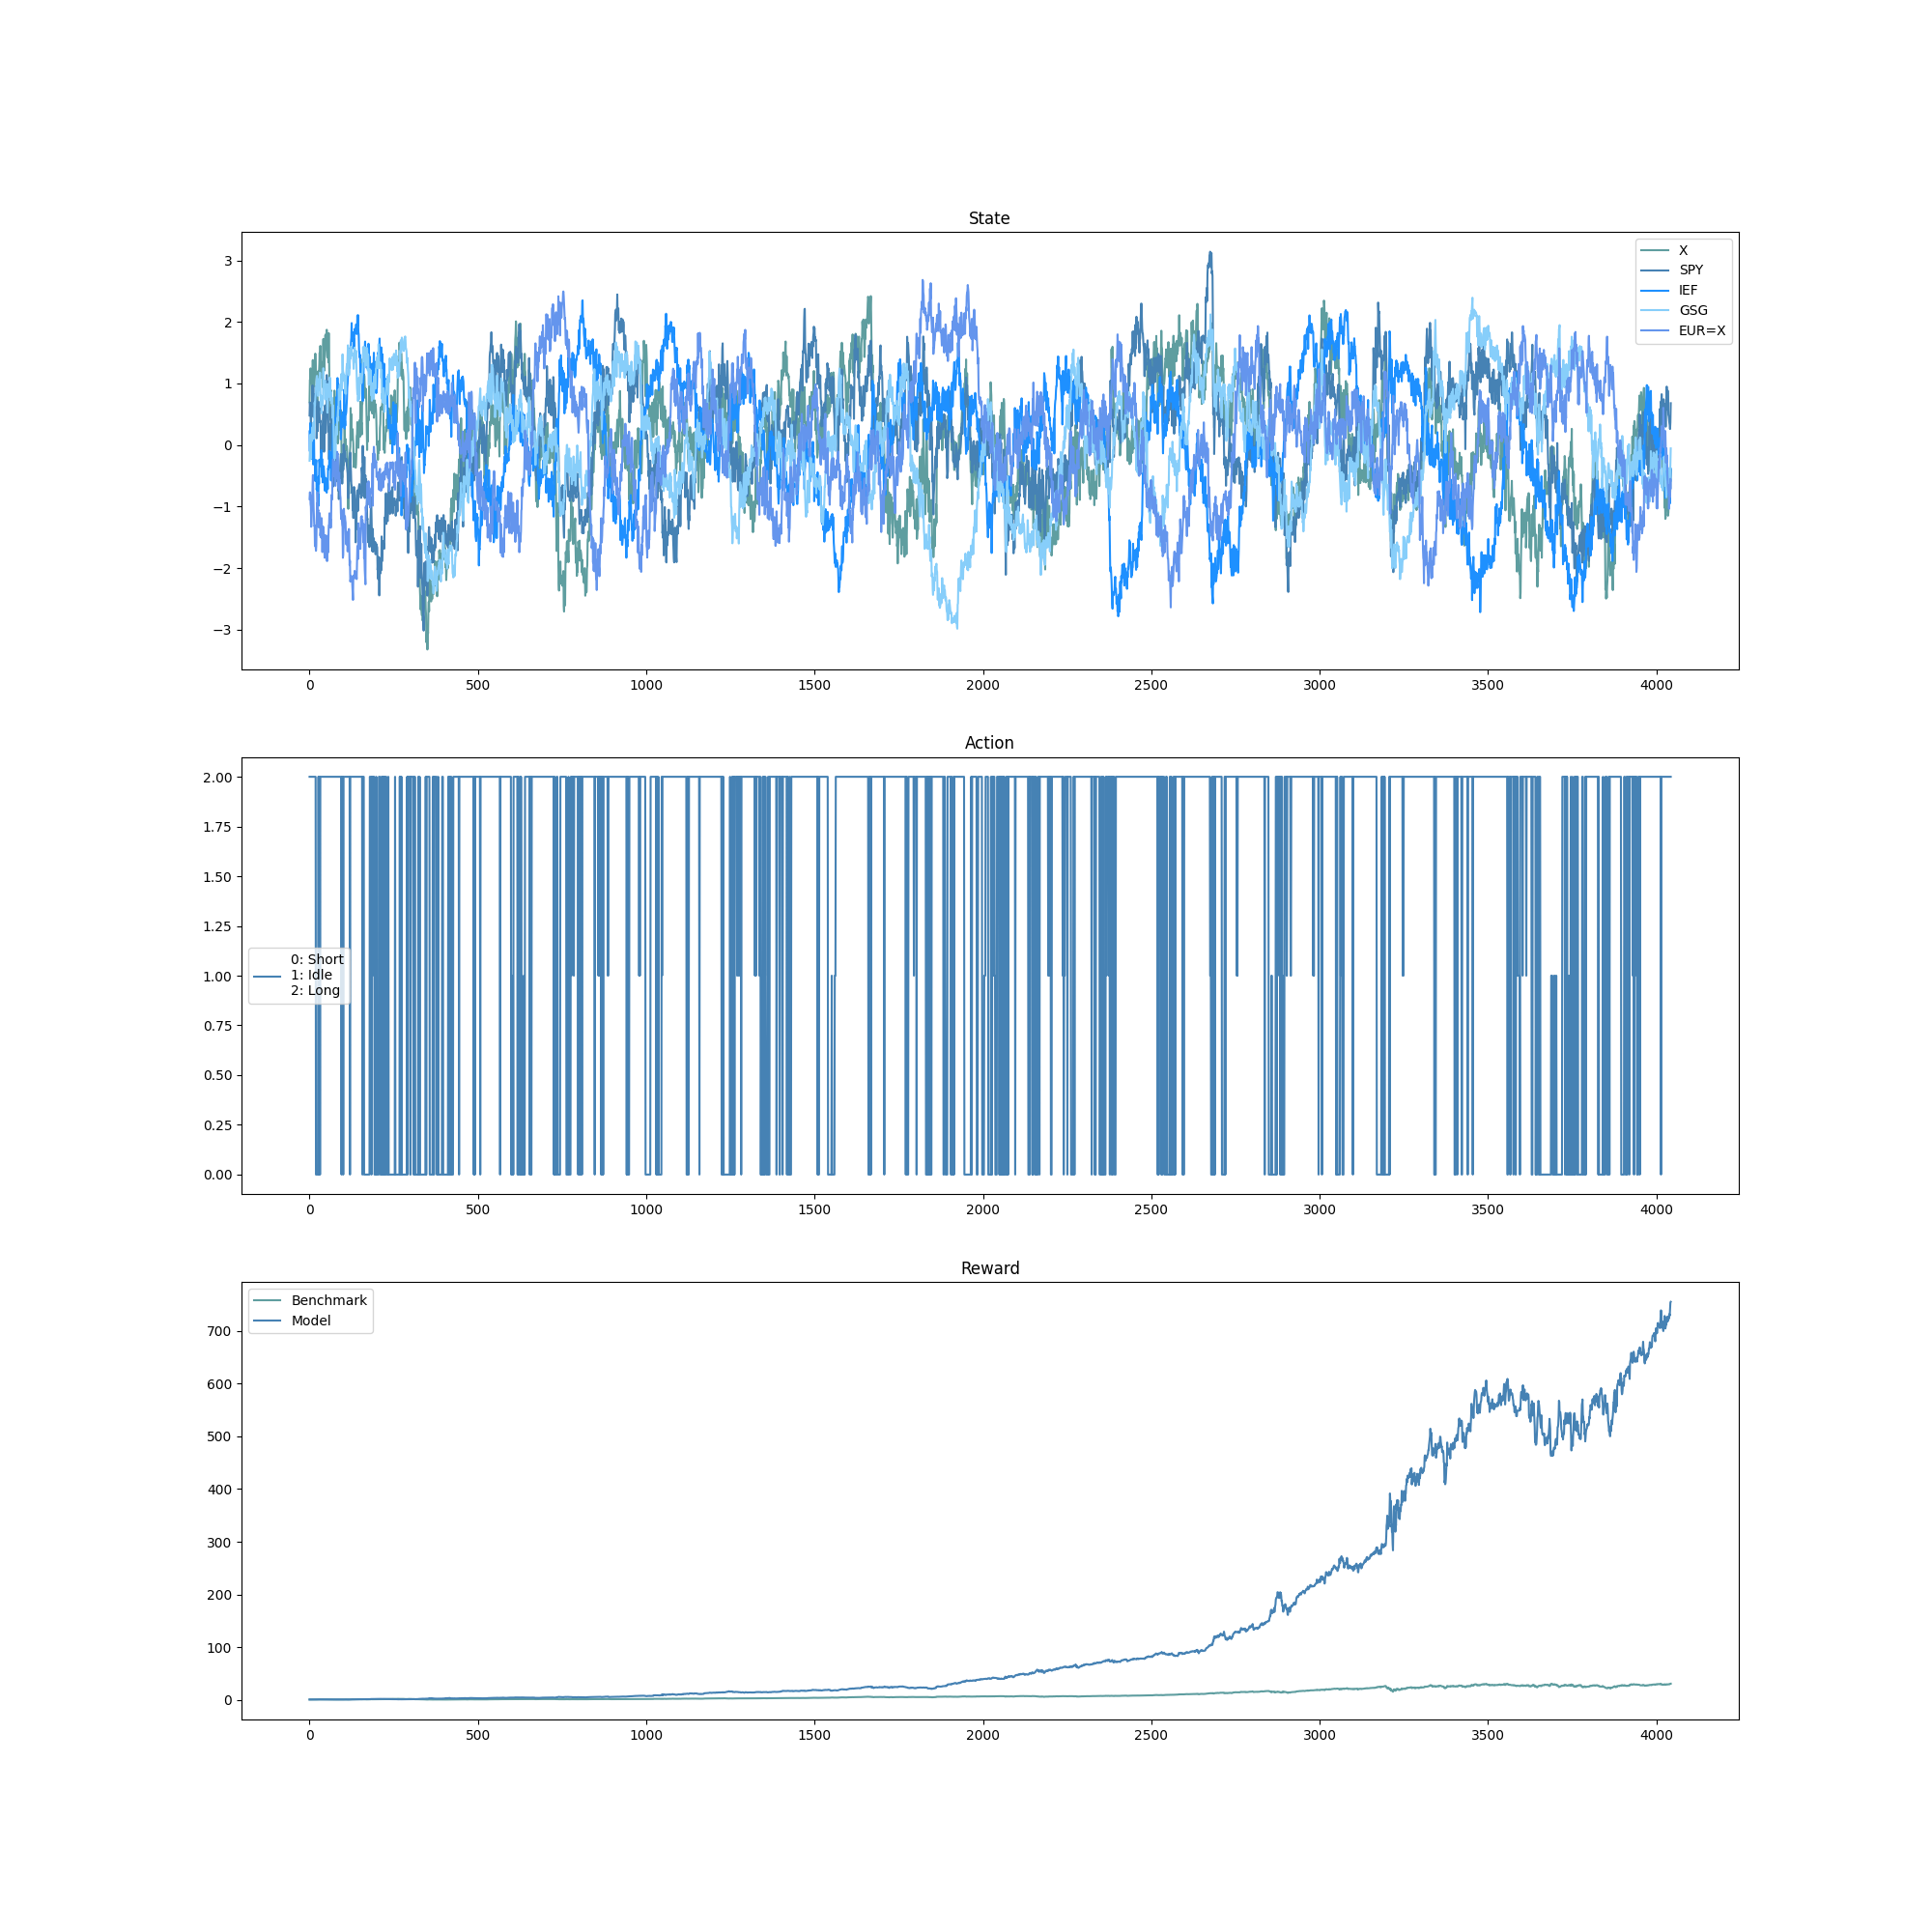 State
3
2
1
0
−1
−2
−3
X
SPY
IEF
GSG
EUR=X
0 500 1000 1500 2000 2500 3000 3500 4000
Action
2.00
1.75
1.50
1.25
1.00
0.75
0.50
0.25
0.00
0: Short
1: Idle
2: Long
0 500 1000 1500 2000 2500 3000 3500 4000
Reward
Benchmark
Model
700
600
500
400
300
200
100
0
0 500 1000 1500 2000 2500 3000 3500 4000